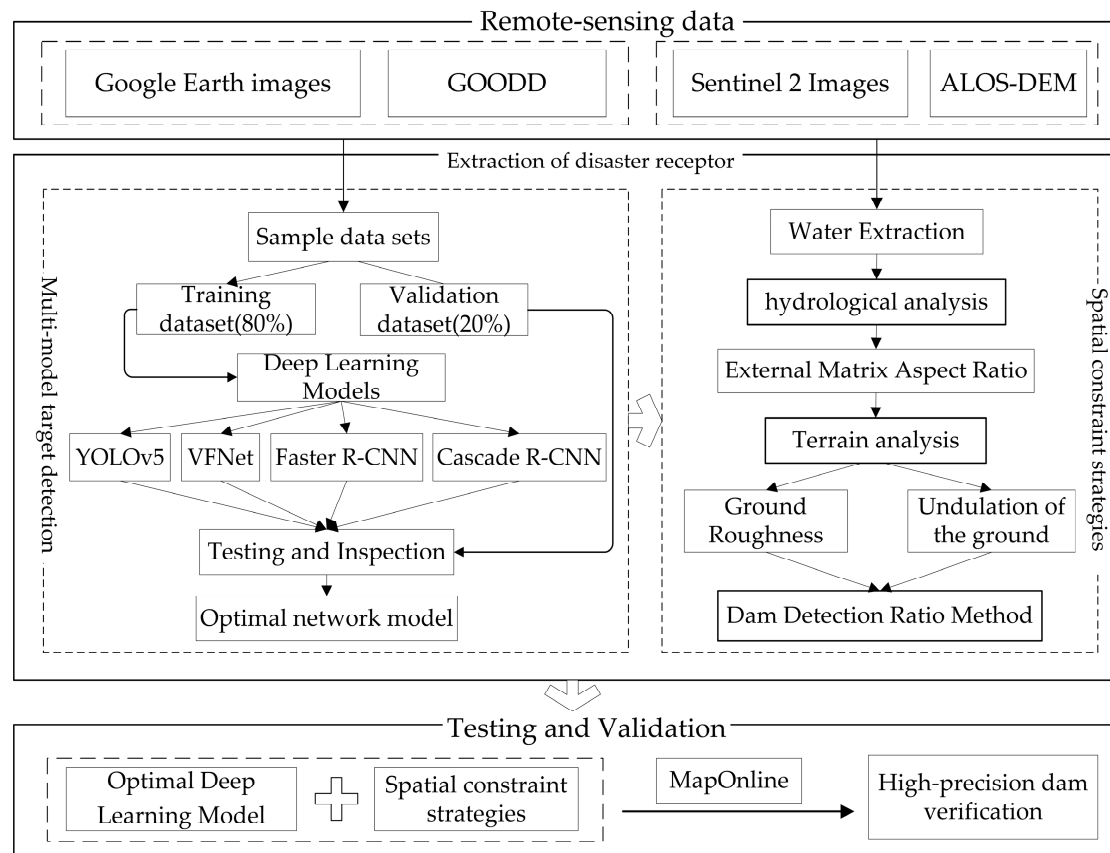 Remote-sensing data
Google Earth images
GOODD
Sentinel 2 Images
ALOS-DEM
Extraction of disaster receptor
Multi-model target detection
Sample data sets
Training
dataset(80%)
Validation
dataset(20%)
Deep Learning
Models
YOLOv5
VFNet
Faster R-CNN
Cascade R-CNN
Testing and Inspection
Optimal network model
Water Extraction
hydrological analysis
External Matrix Aspect Ratio
Terrain analysis
Ground
Roughness
Undulation of
the ground
Dam Detection Ratio Method
Spatial constraint strategies
Testing and Validation
Optimal Deep
Learning Model
Spatial constraint
strategies
MapOnline
High-precision dam
verification